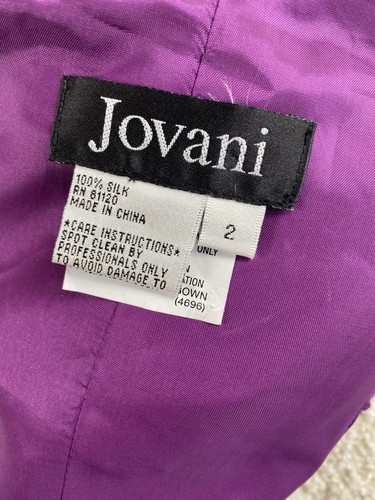 Jovani
100% SILK
RN 81120
MADE IN CHINA
*CARE INSTRUCTIONS*
SPOT CLEAN BY
PROFESSIONALS ONLY
TO AVOID DAMAGE TO
2
ONLY
N
ATION
OWN
(4696)